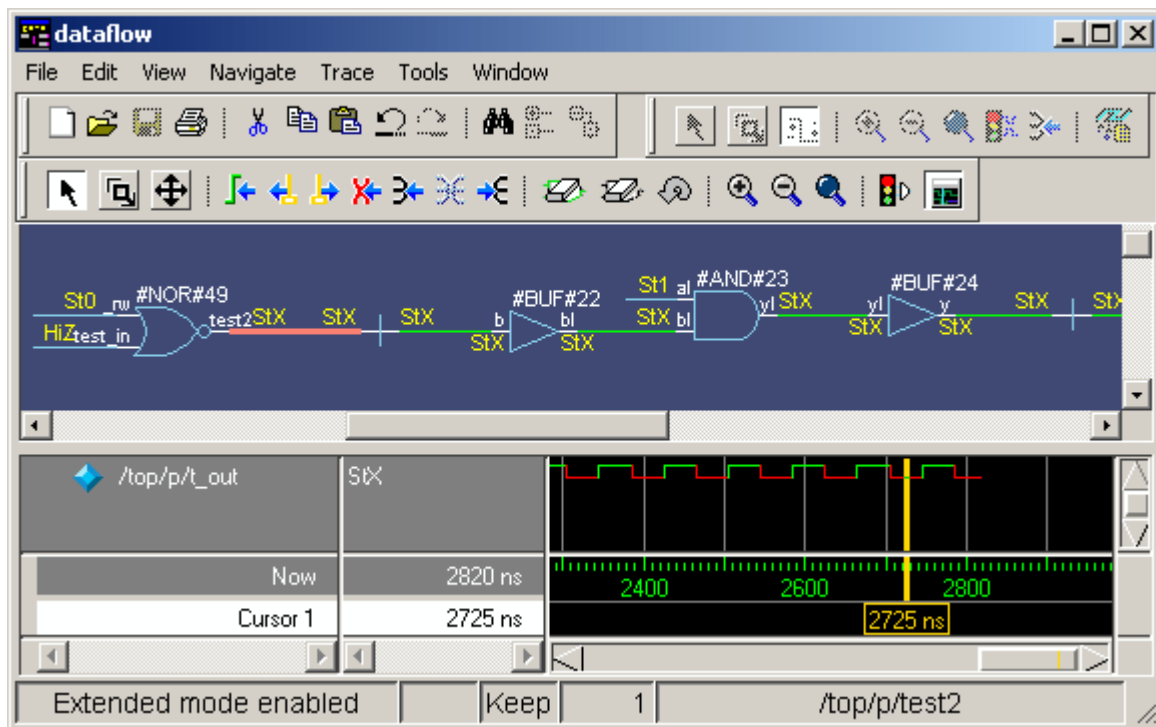 dataflow
File Edit View Navigate Trace Tools Window
St0 _rw #NOR#49 test2 StX StX StX
HiZ test_in
#BUF#22 b bl StX StX
St1 al #AND#23 yl StX
StX bl
#BUF#24 yl y StX StX StX StX
/top/p/t_out StX
Now 2820 ns 2400 2600 2800
Cursor 1 2725 ns 2725 ns
Extended mode enabled Keep 1 /top/p/test2